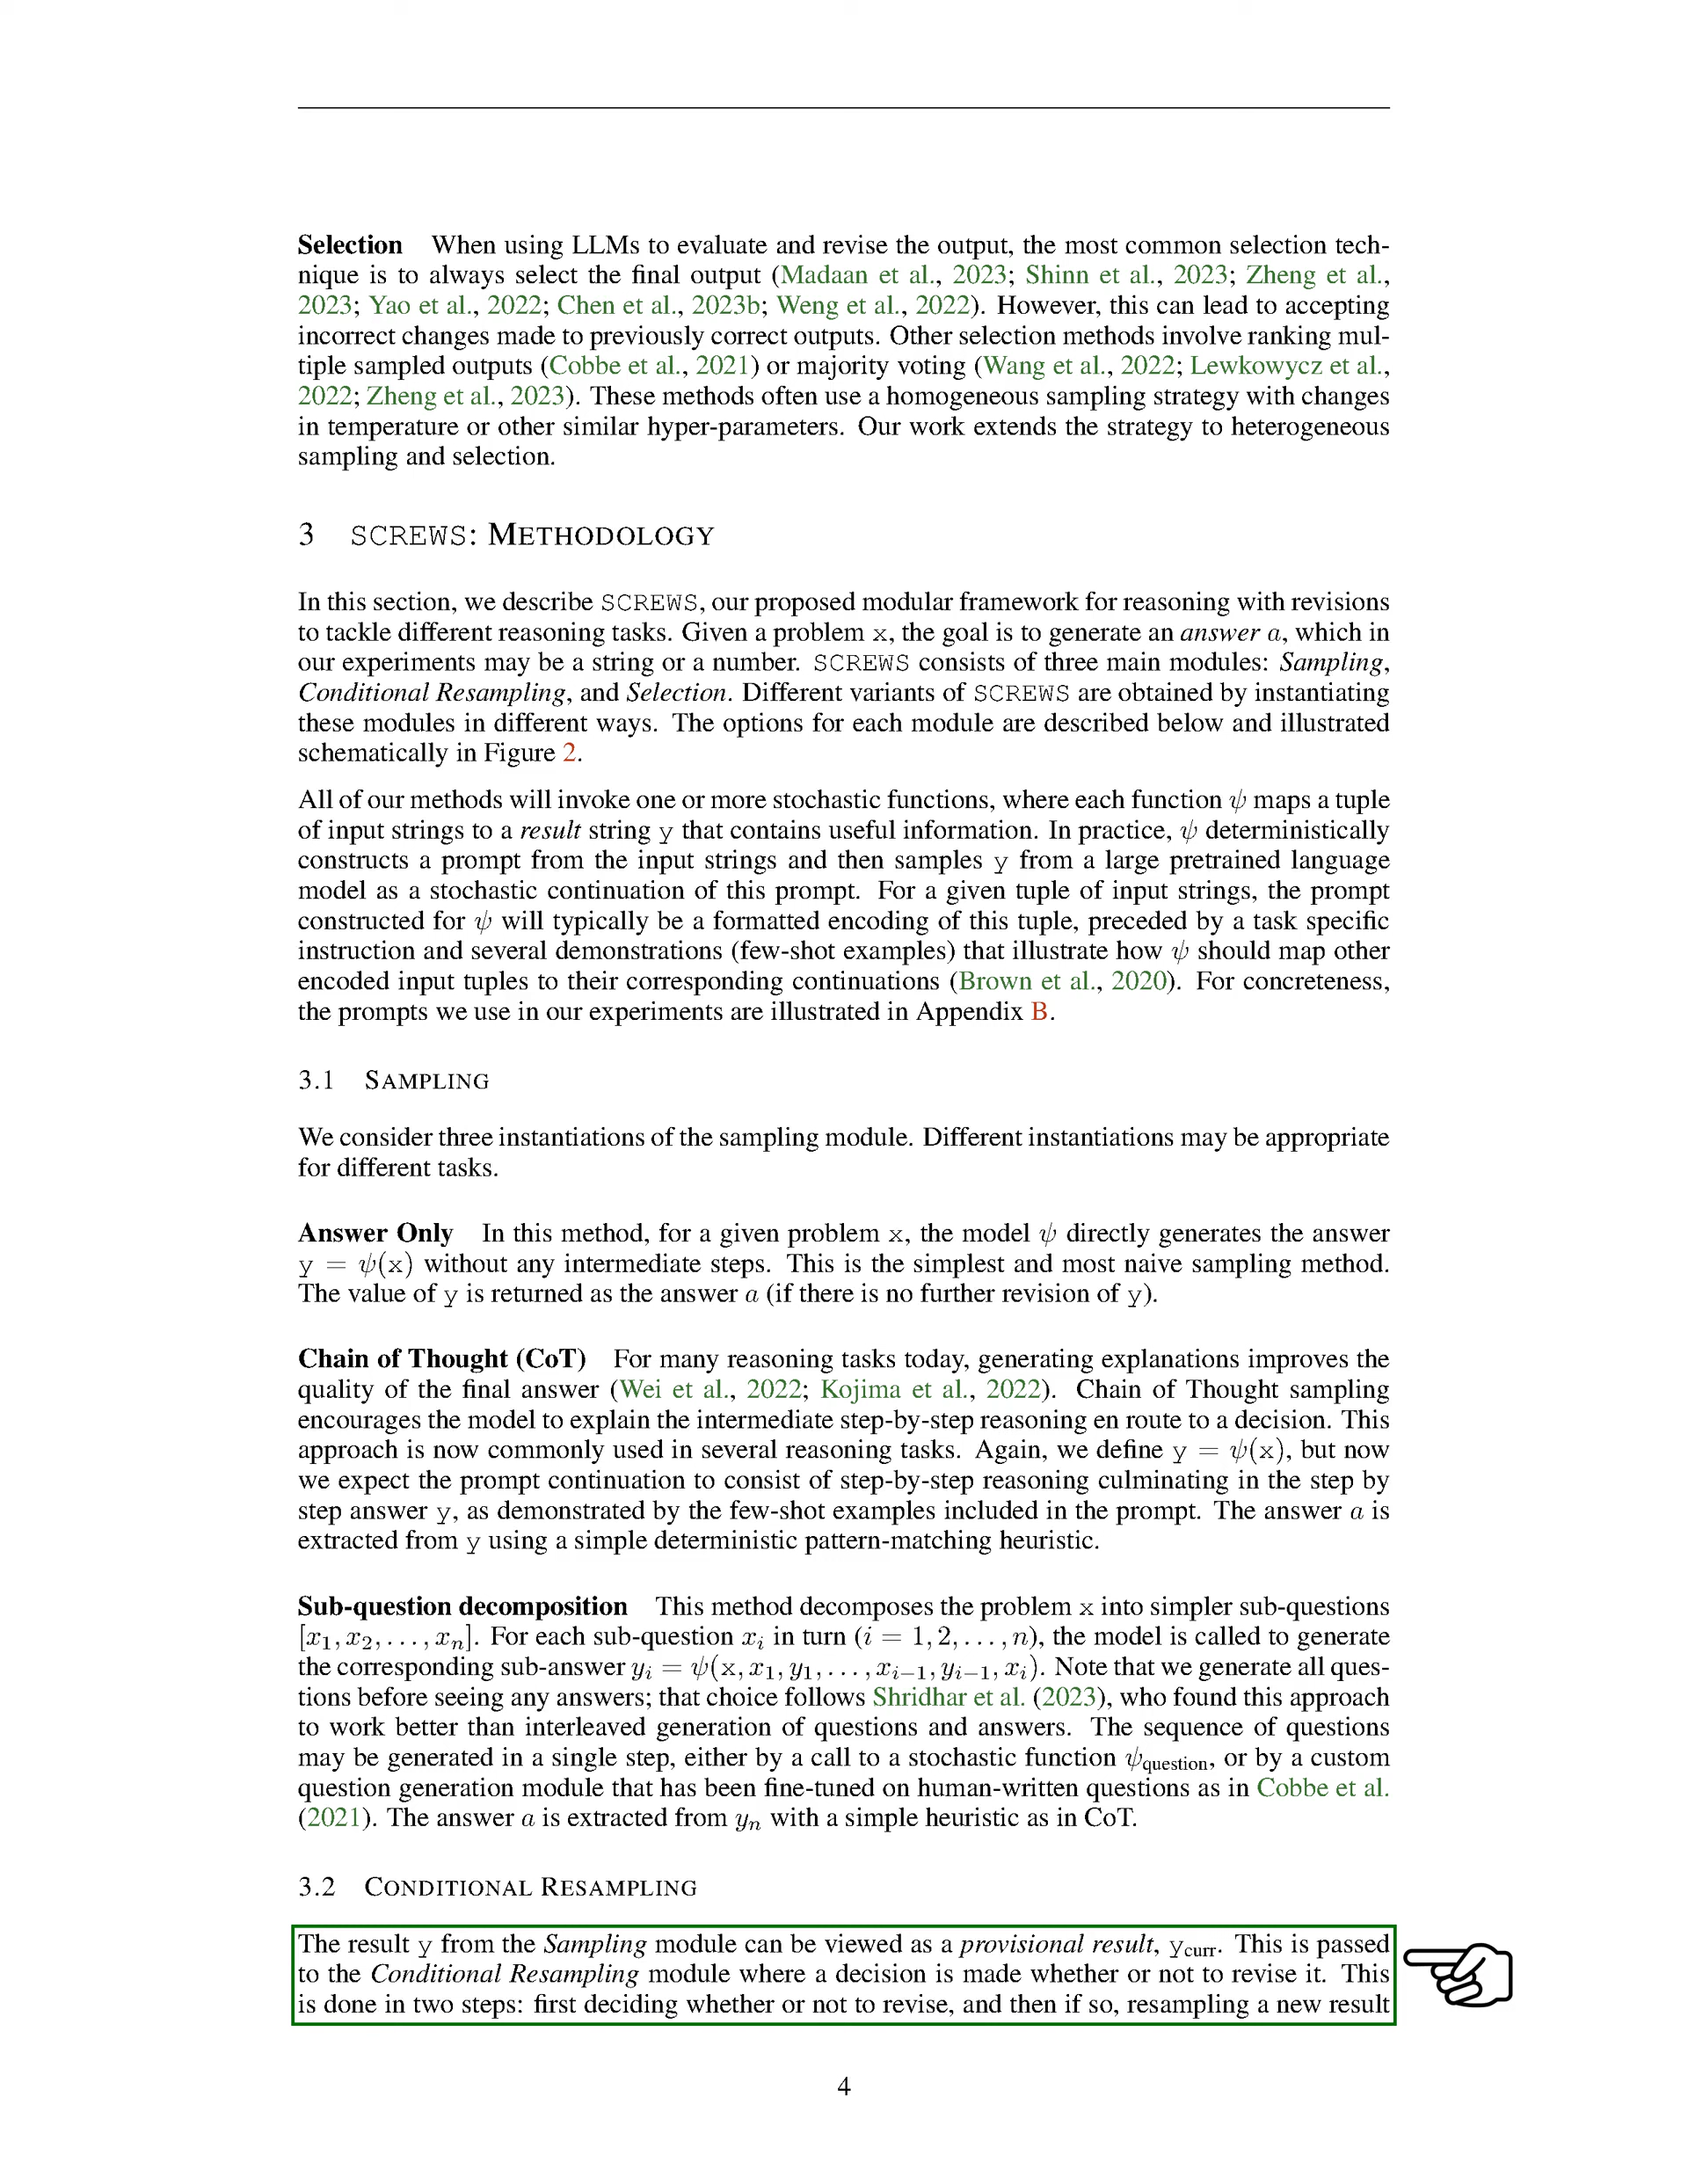 Selection When using LLMs to evaluate and revise the output, the most common selection tech-
nique is to always select the final output (Madaan et al., 2023; Shinn et al., 2023; Zheng et al.,
2023; Yao et al., 2022; Chen et al., 2023b; Weng et al., 2022). However, this can lead to accepting
incorrect changes made to previously correct outputs. Other selection methods involve ranking mul-
tiple sampled outputs (Cobbe et al., 2021) or majority voting (Wang et al., 2022; Lewkowycz et al.,
2022; Zheng et al., 2023). These methods often use a homogeneous sampling strategy with changes
in temperature or other similar hyper-parameters. Our work extends the strategy to heterogeneous
sampling and selection.
3 SCREWS: METHODOLOGY
In this section, we describe SCREWS, our proposed modular framework for reasoning with revisions
to tackle different reasoning tasks. Given a problem x, the goal is to generate an answer a, which in
our experiments may be a string or a number. SCREWS consists of three main modules: Sampling,
Conditional Resampling, and Selection. Different variants of SCREWS are obtained by instantiating
these modules in different ways. The options for each module are described below and illustrated
schematically in Figure 2.
All of our methods will invoke one or more stochastic functions, where each function ψ maps a tuple
of input strings to a result string y that contains useful information. In practice, ψ deterministically
constructs a prompt from the input strings and then samples y from a large pretrained language
model as a stochastic continuation of this prompt. For a given tuple of input strings, the prompt
constructed for ψ will typically be a formatted encoding of this tuple, preceded by a task specific
instruction and several demonstrations (few-shot examples) that illustrate how ψ should map other
encoded input tuples to their corresponding continuations (Brown et al., 2020). For concreteness,
the prompts we use in our experiments are illustrated in Appendix B.
3.1 SAMPLING
We consider three instantiations of the sampling module. Different instantiations may be appropriate
for different tasks.
Answer Only In this method, for a given problem x, the model ψ directly generates the answer
y = ψ(x) without any intermediate steps. This is the simplest and most naive sampling method.
The value of y is returned as the answer a (if there is no further revision of y).
Chain of Thought (CoT) For many reasoning tasks today, generating explanations improves the
quality of the final answer (Wei et al., 2022; Kojima et al., 2022). Chain of Thought sampling
encourages the model to explain the intermediate step-by-step reasoning en route to a decision. This
approach is now commonly used in several reasoning tasks. Again, we define y = ψ(x), but now
we expect the prompt continuation to consist of step-by-step reasoning culminating in the step by
step answer y, as demonstrated by the few-shot examples included in the prompt. The answer a is
extracted from y using a simple deterministic pattern-matching heuristic.
Sub-question decomposition This method decomposes the problem x into simpler sub-questions
[x₁, x₂, . . . , xₙ]. For each sub-question xᵢ in turn (i = 1, 2, . . . , n), the model is called to generate
the corresponding sub-answer yᵢ = ψ(x, x₁, y₁, . . . , xᵢ₋₁, yᵢ₋₁, xᵢ). Note that we generate all ques-
tions before seeing any answers; that choice follows Shridhar et al. (2023), who found this approach
to work better than interleaved generation of questions and answers. The sequence of questions
may be generated in a single step, either by a call to a stochastic function ψquestion, or by a custom
question generation module that has been fine-tuned on human-written questions as in Cobbe et al.
(2021). The answer a is extracted from yₙ with a simple heuristic as in CoT.
3.2 CONDITIONAL RESAMPLING
The result y from the Sampling module can be viewed as a provisional result, ycurr. This is passed
to the Conditional Resampling module where a decision is made whether or not to revise it. This
is done in two steps: first deciding whether or not to revise, and then if so, resampling a new result
4